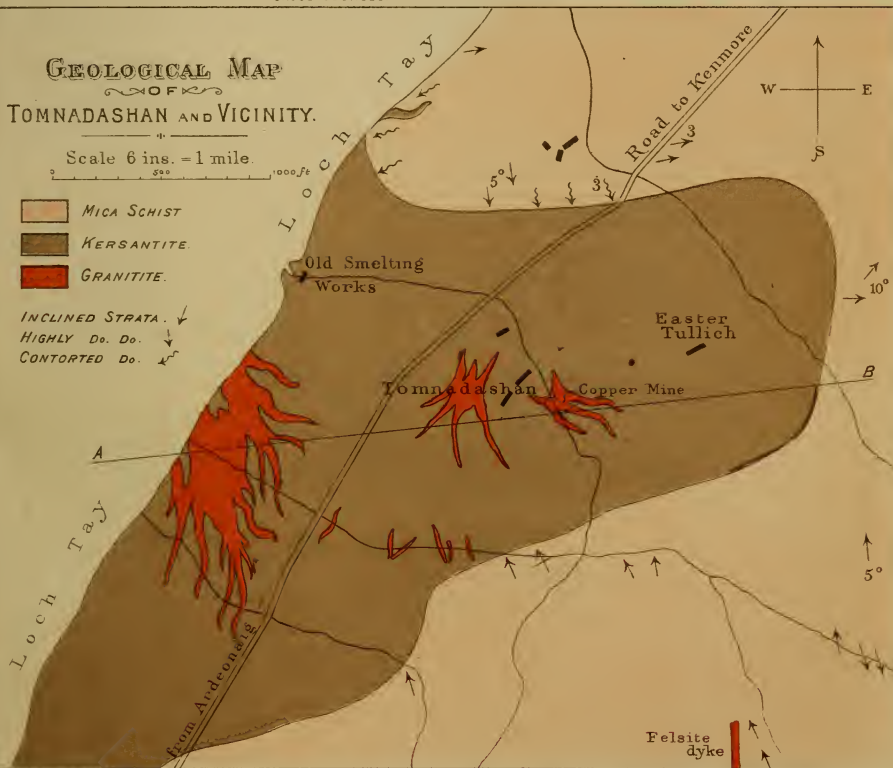 GEOLOGICAL MAP
OF
TOMNADASHAN AND VICINITY.
Scale 6 ins. = 1 mile.
0 500 1000 ft
MICA SCHIST
KERSANTITE.
GRANITITE.
INCLINED STRATA.
HIGHLY Do. Do.
CONTORTED Do.
Loch Tay
Road to Kenmore
W E
S
3
5°
3
Old Smelting
Works
10°
Easter
Tullich
Tomnadashan
Copper Mine
B
A
Loch Tay
5°
from Ardeonaig
Felsite
dyke